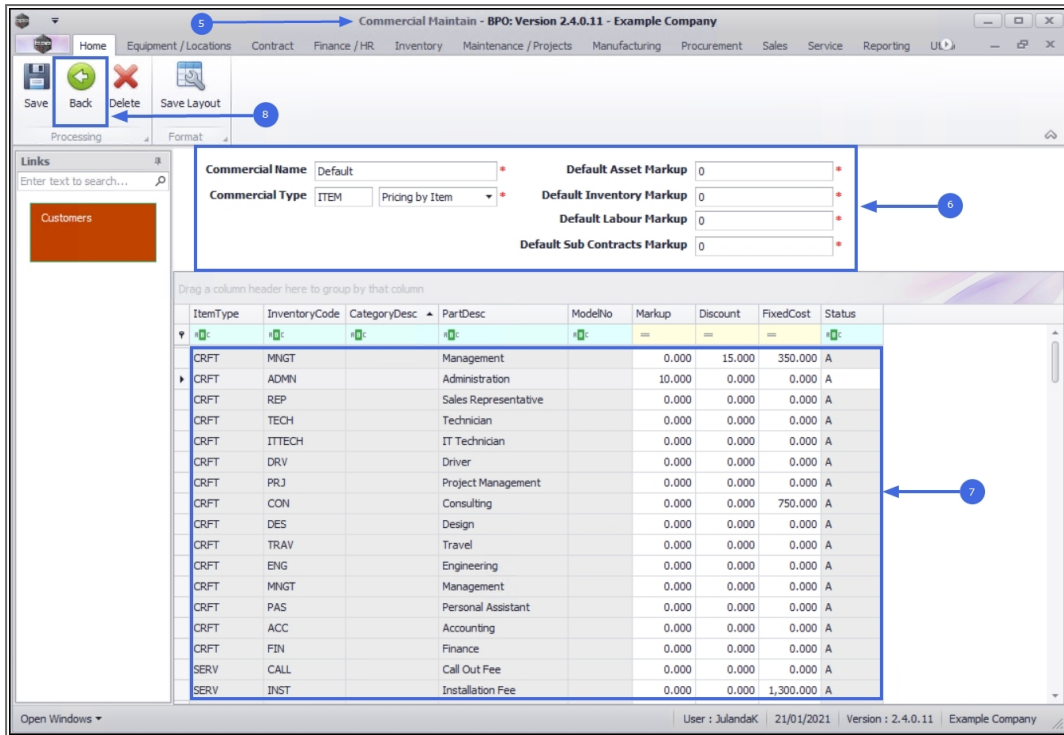 5
Commercial Maintain - BPO: Version 2.4.0.11 - Example Company
Home Equipment / Locations Contract Finance / HR Inventory Maintenance / Projects Manufacturing Procurement Sales Service Reporting
Save Back Delete Save Layout
8
Processing Format
Links
Enter text to search...
Customers
Commercial Name Default * Default Asset Markup 0 *
Commercial Type ITEM Pricing by Item * Default Inventory Markup 0 *
6
Default Labour Markup 0 *
Default Sub Contracts Markup 0 *
Drag a column header here to group by that column
ItemType InventoryCode CategoryDesc PartDesc ModelNo Markup Discount FixedCost Status
CRFT MNGT Management 0.000 15.000 350.000 A
CRFT ADMN Administration 10.000 0.000 0.000 A
CRFT REP Sales Representative 0.000 0.000 0.000 A
CRFT TECH Technician 0.000 0.000 0.000 A
CRFT ITTECH IT Technician 0.000 0.000 0.000 A
CRFT DRV Driver 0.000 0.000 0.000 A
CRFT PRJ Project Management 0.000 0.000 0.000 A
CRFT CON Consulting 0.000 0.000 750.000 A
7
CRFT DES Design 0.000 0.000 0.000 A
CRFT TRAV Travel 0.000 0.000 0.000 A
CRFT ENG Engineering 0.000 0.000 0.000 A
CRFT MNGT Management 0.000 0.000 0.000 A
CRFT PAS Personal Assistant 0.000 0.000 0.000 A
CRFT ACC Accounting 0.000 0.000 0.000 A
CRFT FIN Finance 0.000 0.000 0.000 A
SERV CALL Call Out Fee 0.000 0.000 0.000 A
SERV INST Installation Fee 0.000 0.000 1,300.000 A
Open Windows User : JulandaK 21/01/2021 Version : 2.4.0.11 Example Company